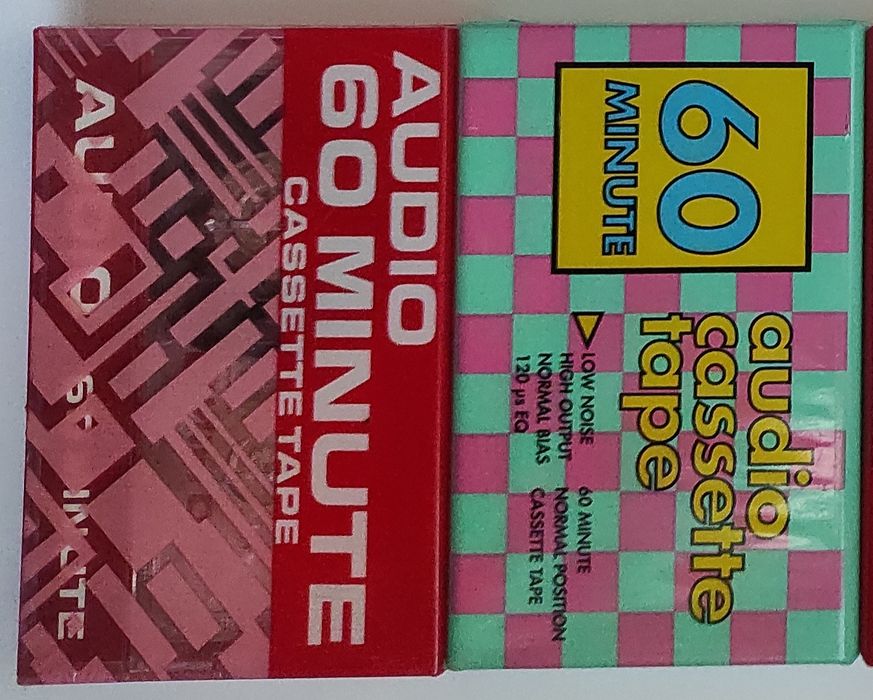 AUDIO
60 MINUTE
CASSETTE TAPE
60
MINUTE
audio
cassette
tape
LOW NOISE
HIGH OUTPUT
NORMAL BIAS
120 µs EQ
60 MINUTE
NORMAL POSITION
CASSETTE TAPE